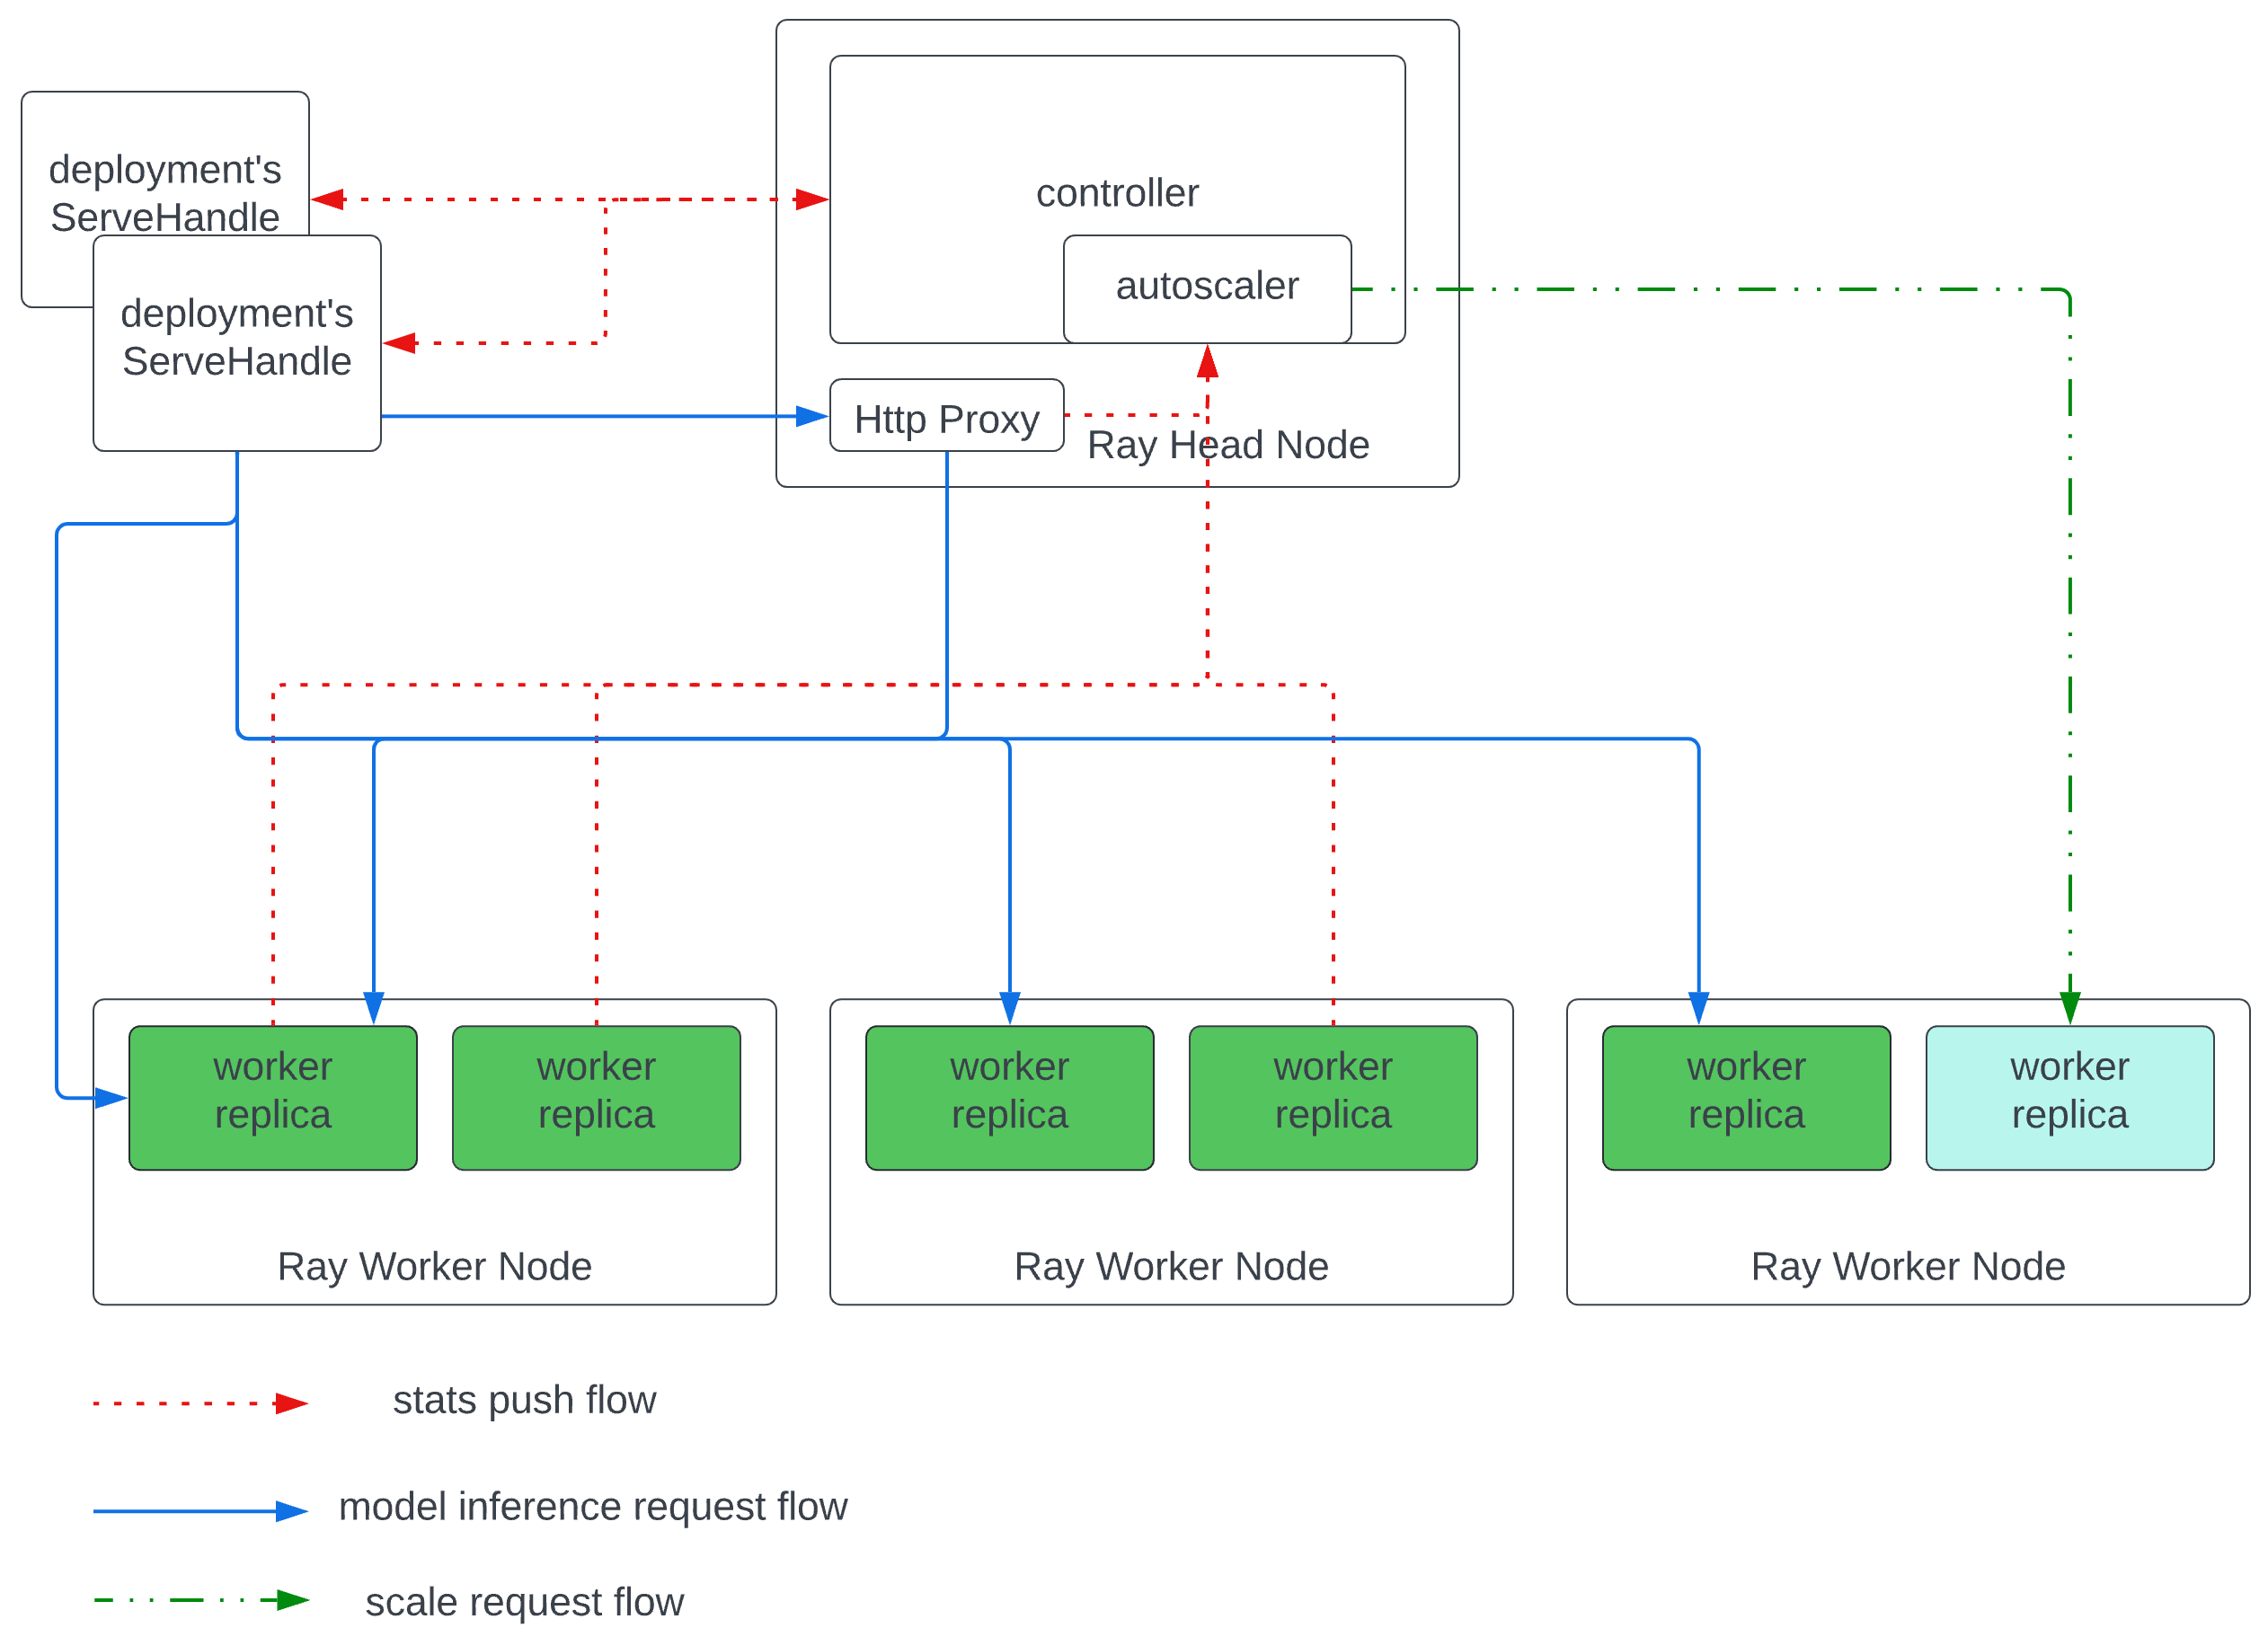 deployment's
ServeHandle
deployment's
ServeHandle
controller
autoscaler
Http Proxy
Ray Head Node
worker
replica
worker
replica
Ray Worker Node
worker
replica
worker
replica
Ray Worker Node
worker
replica
worker
replica
Ray Worker Node
stats push flow
model inference request flow
scale request flow